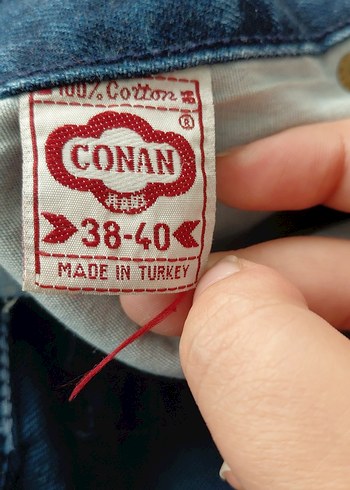 100% Cotton
®
CONAN
38-40
MADE IN TURKEY